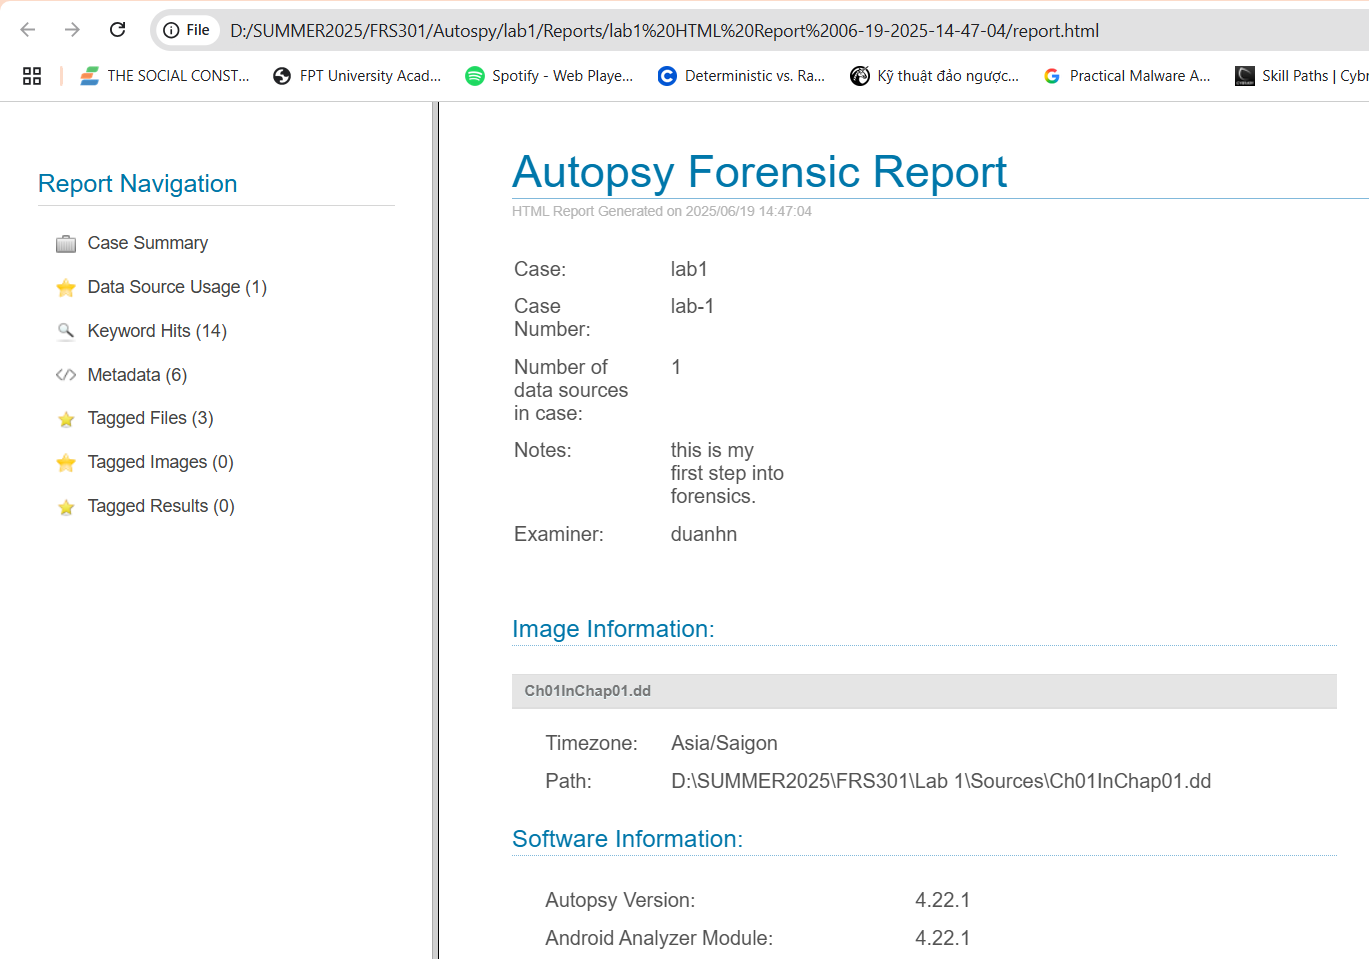 File D:/SUMMER2025/FRS301/Autospy/lab1/Reports/lab1%20HTML%20Report%2006-19-2025-14-47-04/report.html
THE SOCIAL CONST... FPT University Acad... Spotify - Web Playe... Deterministic vs. Ra... Kỹ thuật đảo ngược... Practical Malware A... Skill Paths | Cybr
Report Navigation
Case Summary
Data Source Usage (1)
Keyword Hits (14)
Metadata (6)
Tagged Files (3)
Tagged Images (0)
Tagged Results (0)
Autopsy Forensic Report
HTML Report Generated on 2025/06/19 14:47:04
Case: lab1
Case Number: lab-1
Number of data sources in case: 1
Notes: this is my
first step into
forensics.
Examiner: duanhn
Image Information:
Ch01InChap01.dd
Timezone: Asia/Saigon
Path: D:\SUMMER2025\FRS301\Lab 1\Sources\Ch01InChap01.dd
Software Information:
Autopsy Version: 4.22.1
Android Analyzer Module: 4.22.1